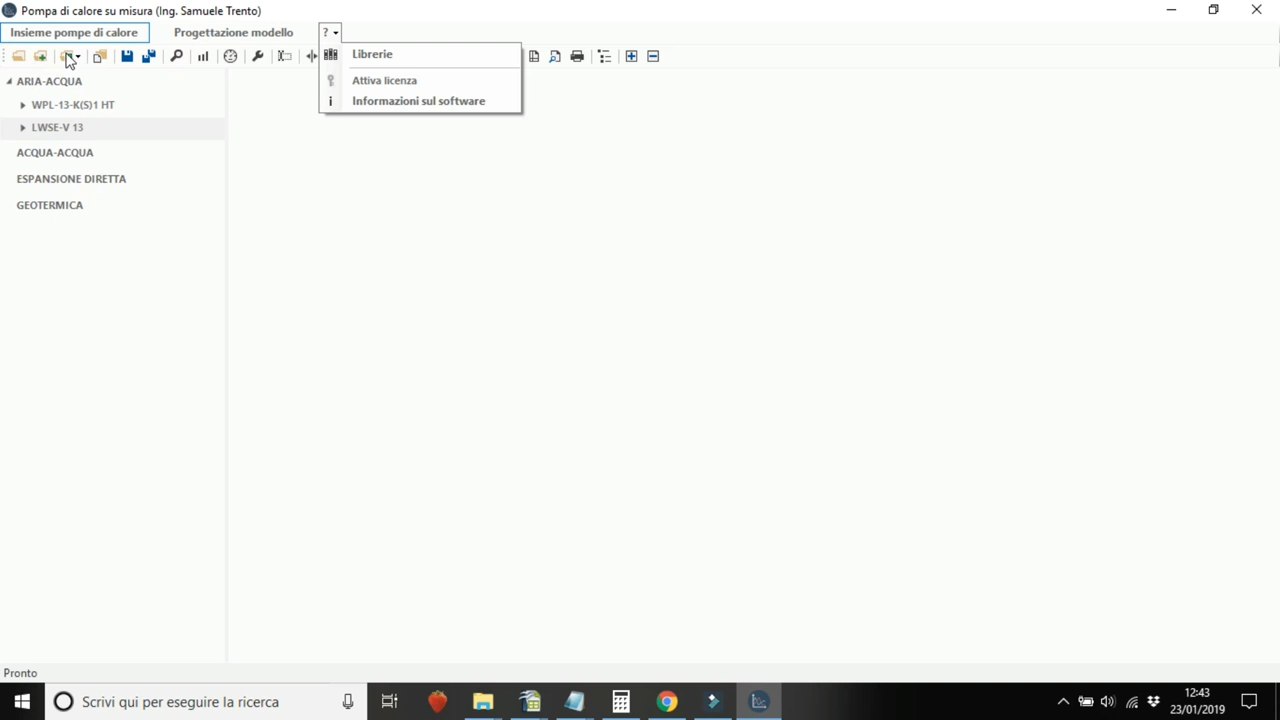 Pompa di calore su misura (Ing. Samuele Trento)
Insieme pompe di calore
Progettazione modello
?
Librerie
Attiva licenza
Informazioni sul software
ARIA-ACQUA
WPL-13-K(S)1 HT
LWSE-V 13
ACQUA-ACQUA
ESPANSIONE DIRETTA
GEOTERMICA
Pronto
Scrivi qui per eseguire la ricerca
12:43
23/01/2019